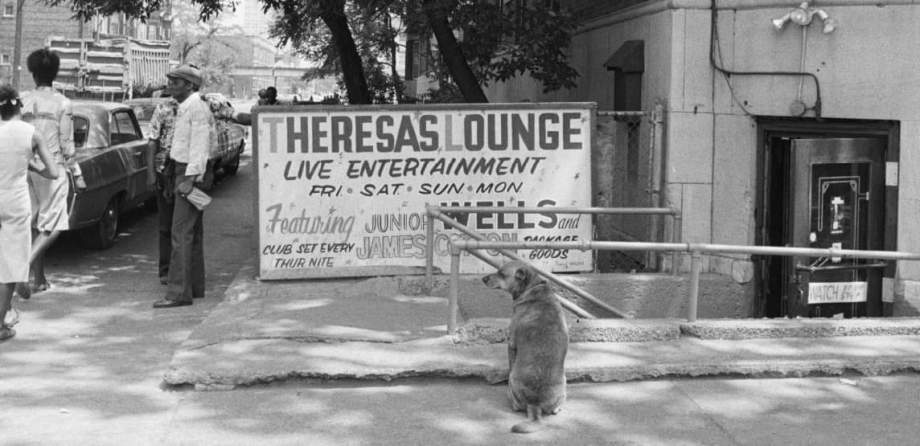 THERESAS LOUNGE
LIVE ENTERTAINMENT
FRI. SAT. SUN. MON
Featuring JUNIOR WELLS and
CLUB SET EVERY JAMES COTTON PACKAGE
THUR NITE GOODS
WATCH